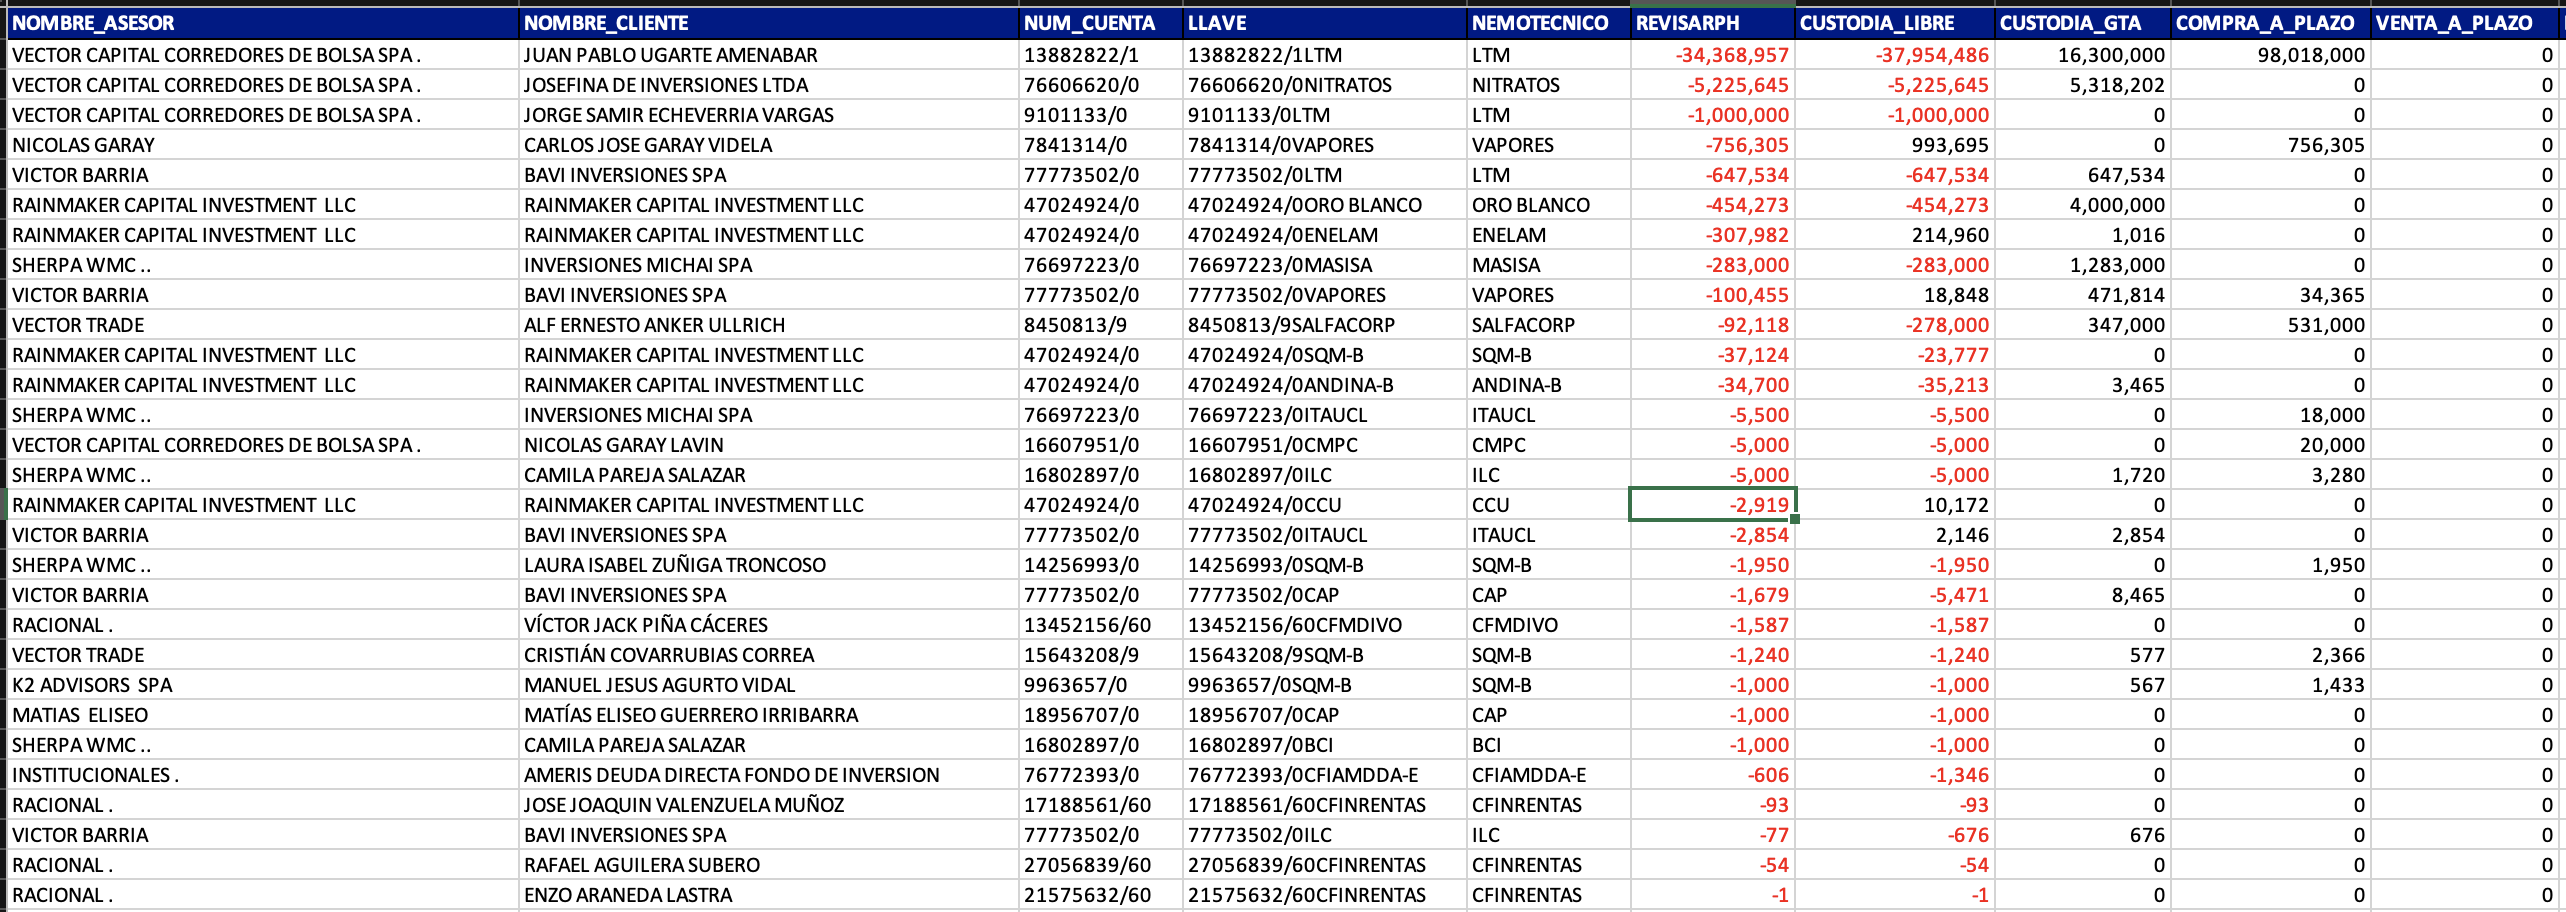 NOMBRE_ASESOR NOMBRE_CLIENTE NUM_CUENTA LLAVE NEMOTECNICO REVISARPH CUSTODIA_LIBRE CUSTODIA_GTA COMPRA_A_PLAZO VENTA_A_PLAZO
VECTOR CAPITAL CORREDORES DE BOLSA SPA . JUAN PABLO UGARTE AMENABAR 13882822/1 13882822/1LTM LTM -34,368,957 -37,954,486 16,300,000 98,018,000 0
VECTOR CAPITAL CORREDORES DE BOLSA SPA . JOSEFINA DE INVERSIONES LTDA 76606620/0 76606620/0NITRATOS NITRATOS -5,225,645 -5,225,645 5,318,202 0 0
VECTOR CAPITAL CORREDORES DE BOLSA SPA . JORGE SAMIR ECHEVERRIA VARGAS 9101133/0 9101133/0LTM LTM -1,000,000 -1,000,000 0 0 0
NICOLAS GARAY CARLOS JOSE GARAY VIDELA 7841314/0 7841314/0VAPORES VAPORES -756,305 993,695 0 756,305 0
VICTOR BARRIA BAVI INVERSIONES SPA 77773502/0 77773502/0LTM LTM -647,534 -647,534 647,534 0 0
RAINMAKER CAPITAL INVESTMENT LLC RAINMAKER CAPITAL INVESTMENT LLC 47024924/0 47024924/0ORO BLANCO ORO BLANCO -454,273 -454,273 4,000,000 0 0
RAINMAKER CAPITAL INVESTMENT LLC RAINMAKER CAPITAL INVESTMENT LLC 47024924/0 47024924/0ENELAM ENELAM -307,982 214,960 1,016 0 0
SHERPA WMC .. INVERSIONES MICHAI SPA 76697223/0 76697223/0MASISA MASISA -283,000 -283,000 1,283,000 0 0
VICTOR BARRIA BAVI INVERSIONES SPA 77773502/0 77773502/0VAPORES VAPORES -100,455 18,848 471,814 34,365 0
VECTOR TRADE ALF ERNESTO ANKER ULLRICH 8450813/9 8450813/9SALFACORP SALFACORP -92,118 -278,000 347,000 531,000 0
RAINMAKER CAPITAL INVESTMENT LLC RAINMAKER CAPITAL INVESTMENT LLC 47024924/0 47024924/0SQM-B SQM-B -37,124 -23,777 0 0 0
RAINMAKER CAPITAL INVESTMENT LLC RAINMAKER CAPITAL INVESTMENT LLC 47024924/0 47024924/0ANDINA-B ANDINA-B -34,700 -35,213 3,465 0 0
SHERPA WMC .. INVERSIONES MICHAI SPA 76697223/0 76697223/0ITAUCL ITAUCL -5,500 -5,500 0 18,000 0
VECTOR CAPITAL CORREDORES DE BOLSA SPA . NICOLAS GARAY LAVIN 16607951/0 16607951/0CMPC CMPC -5,000 -5,000 0 20,000 0
SHERPA WMC .. CAMILA PAREJA SALAZAR 16802897/0 16802897/0ILC ILC -5,000 -5,000 1,720 3,280 0
RAINMAKER CAPITAL INVESTMENT LLC RAINMAKER CAPITAL INVESTMENT LLC 47024924/0 47024924/0CCU CCU -2,919 10,172 0 0 0
VICTOR BARRIA BAVI INVERSIONES SPA 77773502/0 77773502/0ITAUCL ITAUCL -2,854 2,146 2,854 0 0
SHERPA WMC .. LAURA ISABEL ZUÑIGA TRONCOSO 14256993/0 14256993/0SQM-B SQM-B -1,950 -1,950 0 1,950 0
VICTOR BARRIA BAVI INVERSIONES SPA 77773502/0 77773502/0CAP CAP -1,679 -5,471 8,465 0 0
RACIONAL . VÍCTOR JACK PIÑA CÁCERES 13452156/60 13452156/60CFMDIVO CFMDIVO -1,587 -1,587 0 0 0
VECTOR TRADE CRISTIÁN COVARRUBIAS CORREA 15643208/9 15643208/9SQM-B SQM-B -1,240 -1,240 577 2,366 0
K2 ADVISORS SPA MANUEL JESUS AGURTO VIDAL 9963657/0 9963657/0SQM-B SQM-B -1,000 -1,000 567 1,433 0
MATIAS ELISEO MATÍAS ELISEO GUERRERO IRRIBARRA 18956707/0 18956707/0CAP CAP -1,000 -1,000 0 0 0
SHERPA WMC .. CAMILA PAREJA SALAZAR 16802897/0 16802897/0BCI BCI -1,000 -1,000 0 0 0
INSTITUCIONALES . AMERIS DEUDA DIRECTA FONDO DE INVERSION 76772393/0 76772393/0CFIAMDDA-E CFIAMDDA-E -606 -1,346 0 0 0
RACIONAL . JOSE JOAQUIN VALENZUELA MUÑOZ 17188561/60 17188561/60CFINRENTAS CFINRENTAS -93 -93 0 0 0
VICTOR BARRIA BAVI INVERSIONES SPA 77773502/0 77773502/0ILC ILC -77 -676 676 0 0
RACIONAL . RAFAEL AGUILERA SUBERO 27056839/60 27056839/60CFINRENTAS CFINRENTAS -54 -54 0 0 0
RACIONAL . ENZO ARANEDA LASTRA 21575632/60 21575632/60CFINRENTAS CFINRENTAS -1 -1 0 0 0